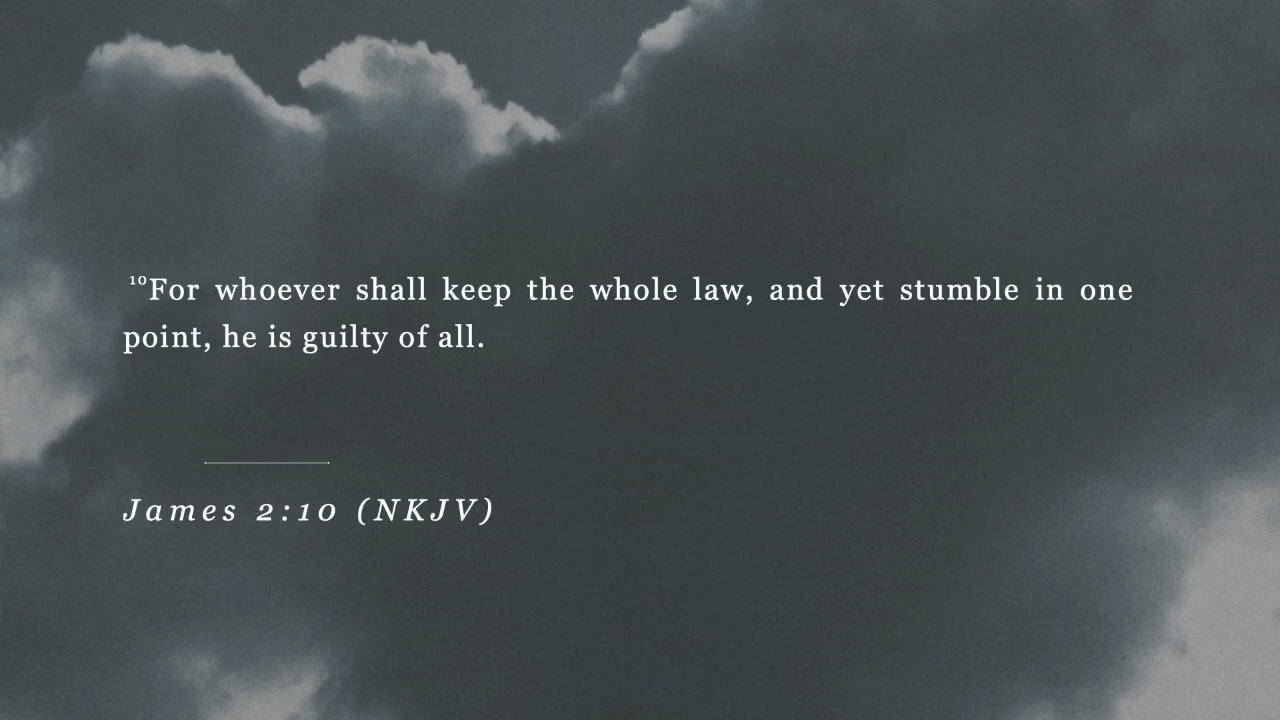 ¹⁰For whoever shall keep the whole law, and yet stumble in one
point, he is guilty of all.
James 2:10 (NKJV)